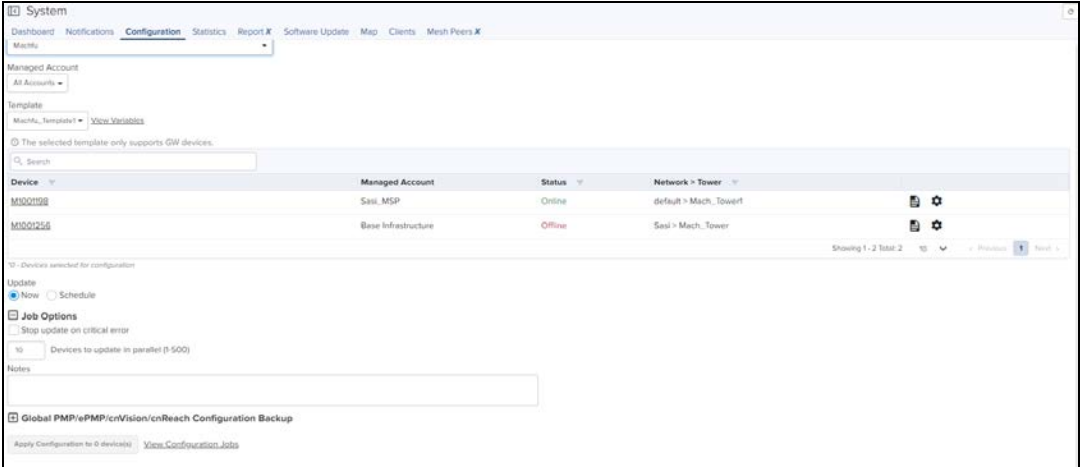 System
Dashboard Notifications Configuration Statistics Report X Software Update Map Clients Mesh Peers X
Machfu
Managed Account
All Accounts
Template
Machfu_Template1 View Variables
The selected template only supports GW devices.
Search
Device Managed Account Status Network > Tower
M1001198 Sasi_MSP Online default > Mach_Tower1
M1001256 Base Infrastructure Offline Sasi > Mach_Tower
Showing 1 - 2 Total: 2 10 < Previous 1 Next >
- Devices selected for configuration
Update
Now Schedule
Job Options
Stop update on critical error
10 Devices to update in parallel (1-500)
Notes
Global PMP/ePMP/cnVision/cnReach Configuration Backup
Apply Configuration to 0 device(s) View Configuration Jobs